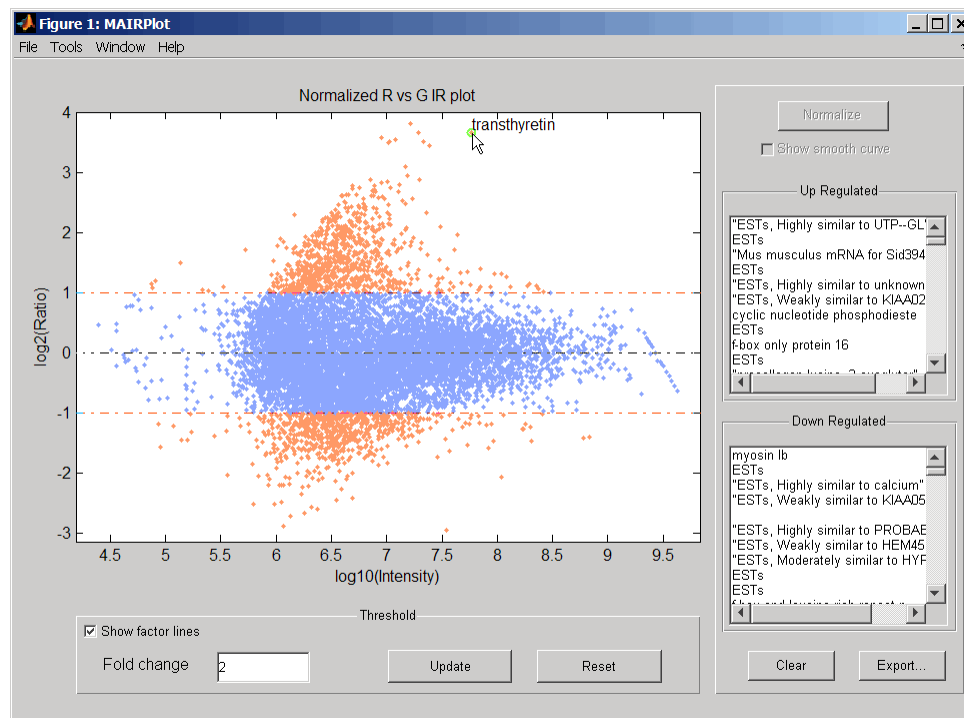 Figure 1: MAIRPlot
File Tools Window Help
Normalized R vs G IR plot
transthyretin
4
3
2
1
0
-1
-2
-3
log2(Ratio)
4.5 5 5.5 6 6.5 7 7.5 8 8.5 9 9.5
log10(Intensity)
Threshold
Show factor lines
Fold change 2 Update Reset
Normalize
Show smooth curve
Up Regulated
"ESTs, Highly similar to UTP--GL
ESTs
"Mus musculus mRNA for Sid394
ESTs
"ESTs, Highly similar to unknown
"ESTs, Weakly similar to KIAA02
cyclic nucleotide phosphodieste
ESTs
f-box only protein 16
ESTs
Down Regulated
myosin Ib
ESTs
"ESTs, Highly similar to calcium"
"ESTs, Weakly similar to KIAA05
"ESTs, Highly similar to PROBAE
"ESTs, Weakly similar to HEM45
"ESTs, Moderately similar to HYF
ESTs
ESTs
Clear Export...